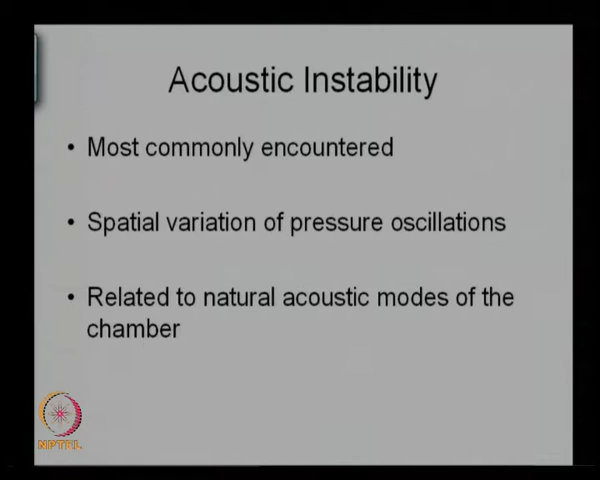 Acoustic Instability
• Most commonly encountered
• Spatial variation of pressure oscillations
• Related to natural acoustic modes of the
chamber
NPTEL